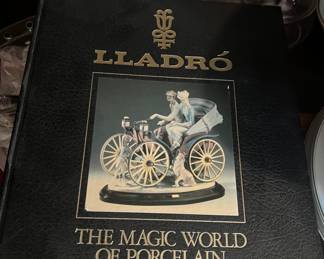 LLADRÓ
THE MAGIC WORLD
OF PORCELAIN